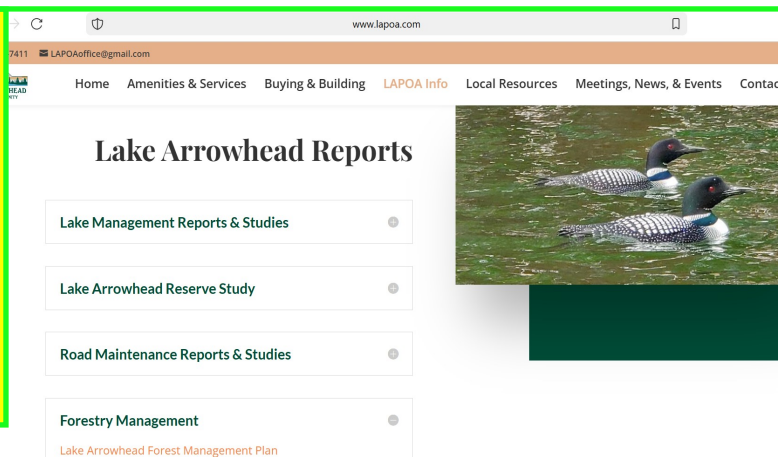 www.lapoa.com
7411 LAPOAoffice@gmail.com
HEAD
Home Amenities & Services Buying & Building LAPOA Info Local Resources Meetings, News, & Events Contac
Lake Arrowhead Reports
Lake Management Reports & Studies
Lake Arrowhead Reserve Study
Road Maintenance Reports & Studies
Forestry Management
Lake Arrowhead Forest Management Plan